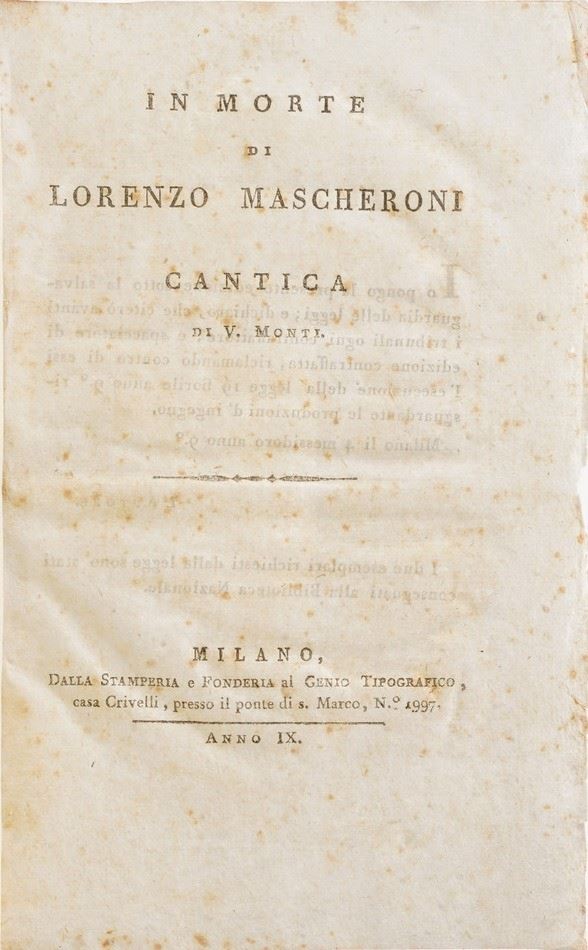 IN MORTE
DI
LORENZO MASCHERONI
CANTICA
DI V. MONTI.
MILANO,
DALLA STAMPERIA e FONDERIA al GENIO TIPOGRAFICO,
casa Crivelli, presso il ponte di s. Marco, N.º 1997.
ANNO IX.